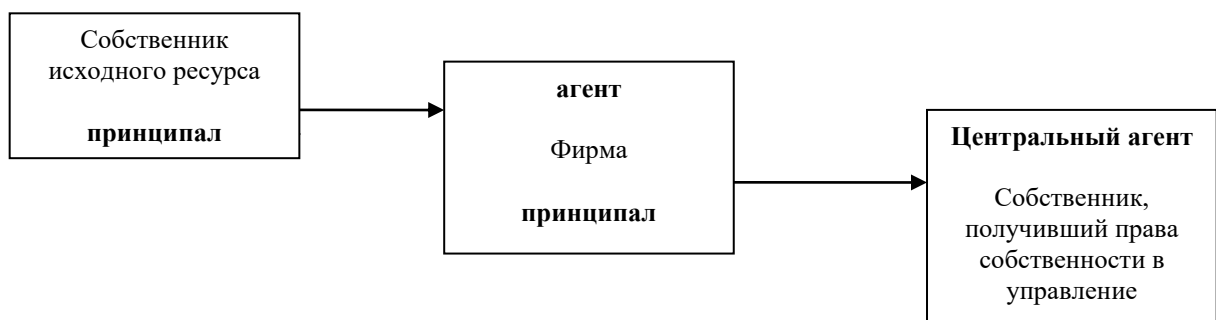 Собственник
исходного ресурса
принципал
агент
Фирма
принципал
Центральный агент
Собственник,
получивший права
собственности в
управление